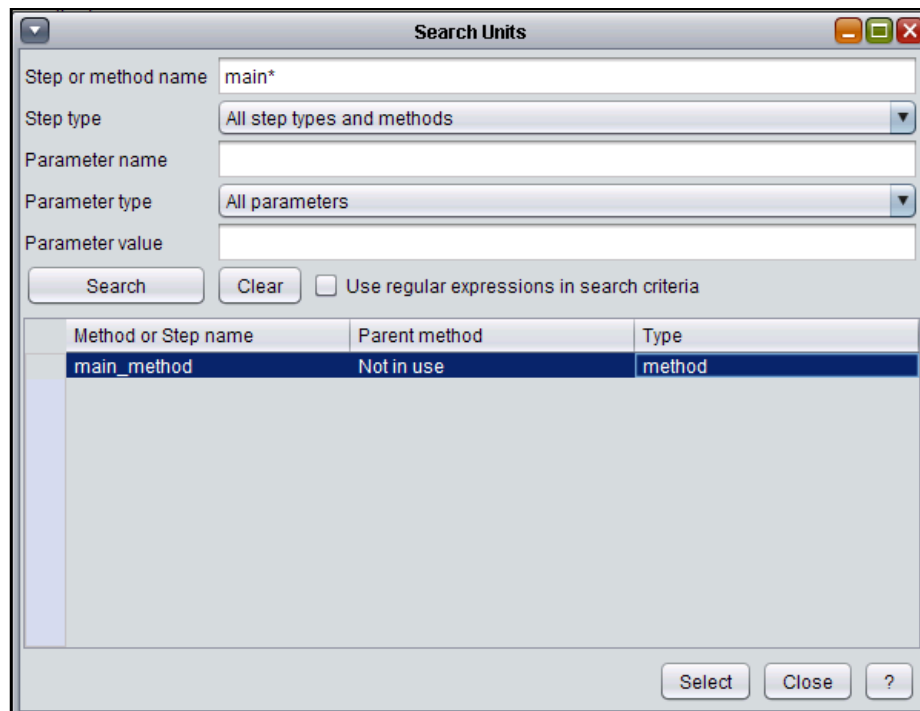 Search Units
Step or method name main*
Step type All step types and methods
Parameter name
Parameter type All parameters
Parameter value
Search Clear Use regular expressions in search criteria
Method or Step name Parent method Type
main_method Not in use method
Select Close ?